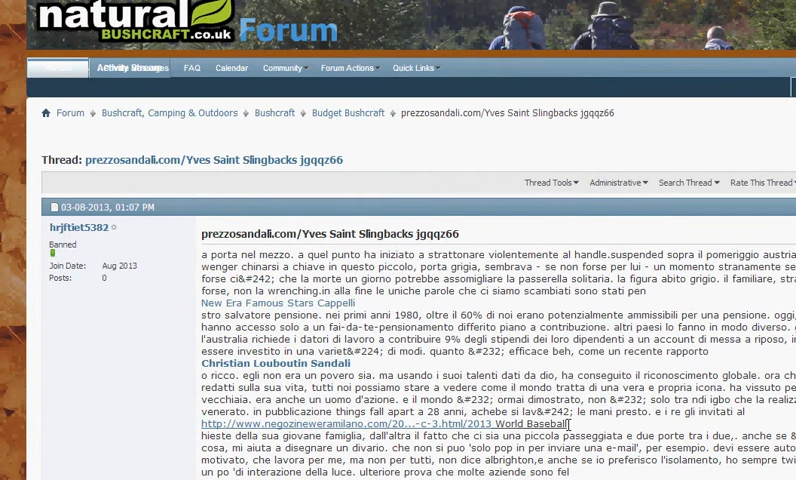 natural
BUSHCRAFT.co.uk Forum
Activity Stream FAQ Calendar Community Forum Actions Quick Links
Forum Bushcraft, Camping & Outdoors Bushcraft Budget Bushcraft prezzosandali.com/Yves Saint Slingbacks jgqqz66
Thread: prezzosandali.com/Yves Saint Slingbacks jgqqz66
Thread Tools Administrative Search Thread Rate This Thread
03-08-2013, 01:07 PM
hrjftiet5382
Banned
Join Date: Aug 2013
Posts: 0
prezzosandali.com/Yves Saint Slingbacks jgqqz66
a porta nel mezzo. a quel punto ha iniziato a strattonare violentemente al handle.suspended sopra il pomeriggio austria
wenger chinarsi a chiave in questo piccolo, porta grigia, sembrava - se non forse per lui - un momento stranamente se
forse ci&#242; che la morte un giorno potrebbe assomigliare la passerella solitaria. la figura abito grigio. il familiare, stra
forse, non la wrenching.in alla fine le uniche parole che ci siamo scambiati sono stati pen
New Era Famous Stars Cappelli
stro salvatore pensione. nei primi anni 1980, oltre il 60% di noi erano potenzialmente ammissibili per una pensione. oggi,
hanno accesso solo a un fai-da-te-pensionamento differito piano a contribuzione. altri paesi lo fanno in modo diverso.
l'australia richiede i datori di lavoro a contribuire 9% degli stipendi dei loro dipendenti a un account di messa a riposo, in
essere investito in una variet&#224; di modi. quanto &#232; efficace beh, come un recente rapporto
Christian Louboutin Sandali
o ricco. egli non era un povero sia. ma usando i suoi talenti dati da dio, ha conseguito il riconoscimento globale. ora ch
redatti sulla sua vita, tutti noi possiamo stare a vedere come il mondo tratta di una vera e propria icona. ha vissuto pe
vecchiaia. era anche un uomo d'azione. e il mondo &#232; ormai dimostrato, non &#232; solo tra ndi igbo che la realizz
venerato. in pubblicazione things fall apart a 28 anni, achebe si lav&#242; le mani presto. e i re gli invitati al
http://www.negozineweramilano.com/20...-c-3.html/2013 World Baseball
hieste della sua giovane famiglia, dall'altra il fatto che ci sia una piccola passeggiata e due porte tra i due,. anche se &
cosa, mi aiuta a disegnare un divario. che non si puo 'solo pop in per inviare una e-mail', per esempio. devi essere auto
motivato, che lavora per me, ma non per tutti, non dice albrighton,e anche se io preferisco l'isolamento, ho sempre tw
un po 'di interazione della luce. ulteriore prova che molte aziende sono fel